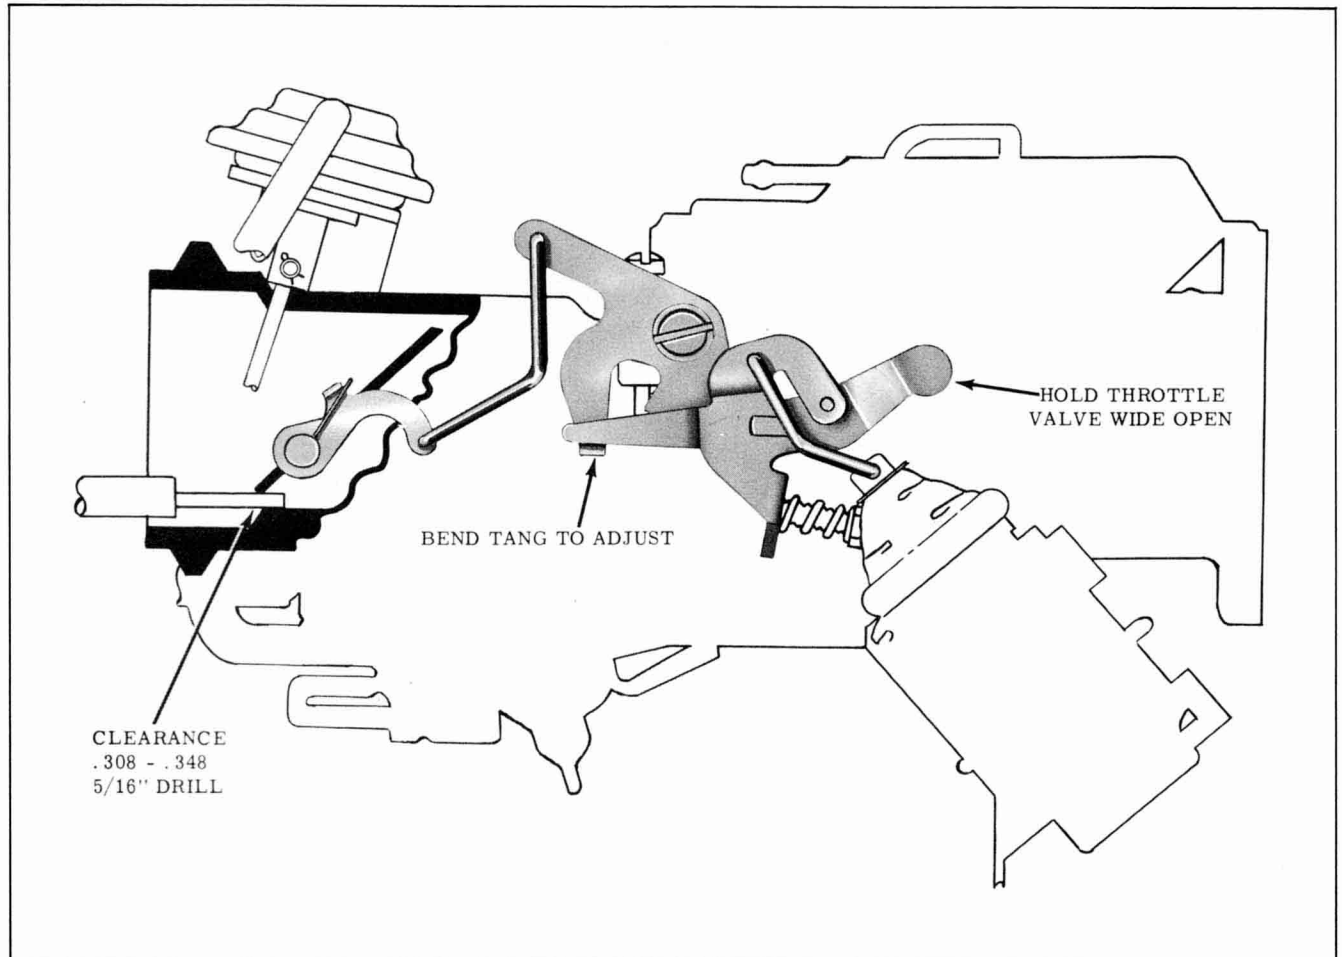 HOLD THROTTLE
VALVE WIDE OPEN
BEND TANG TO ADJUST
CLEARANCE
.308 - .348
5/16" DRILL